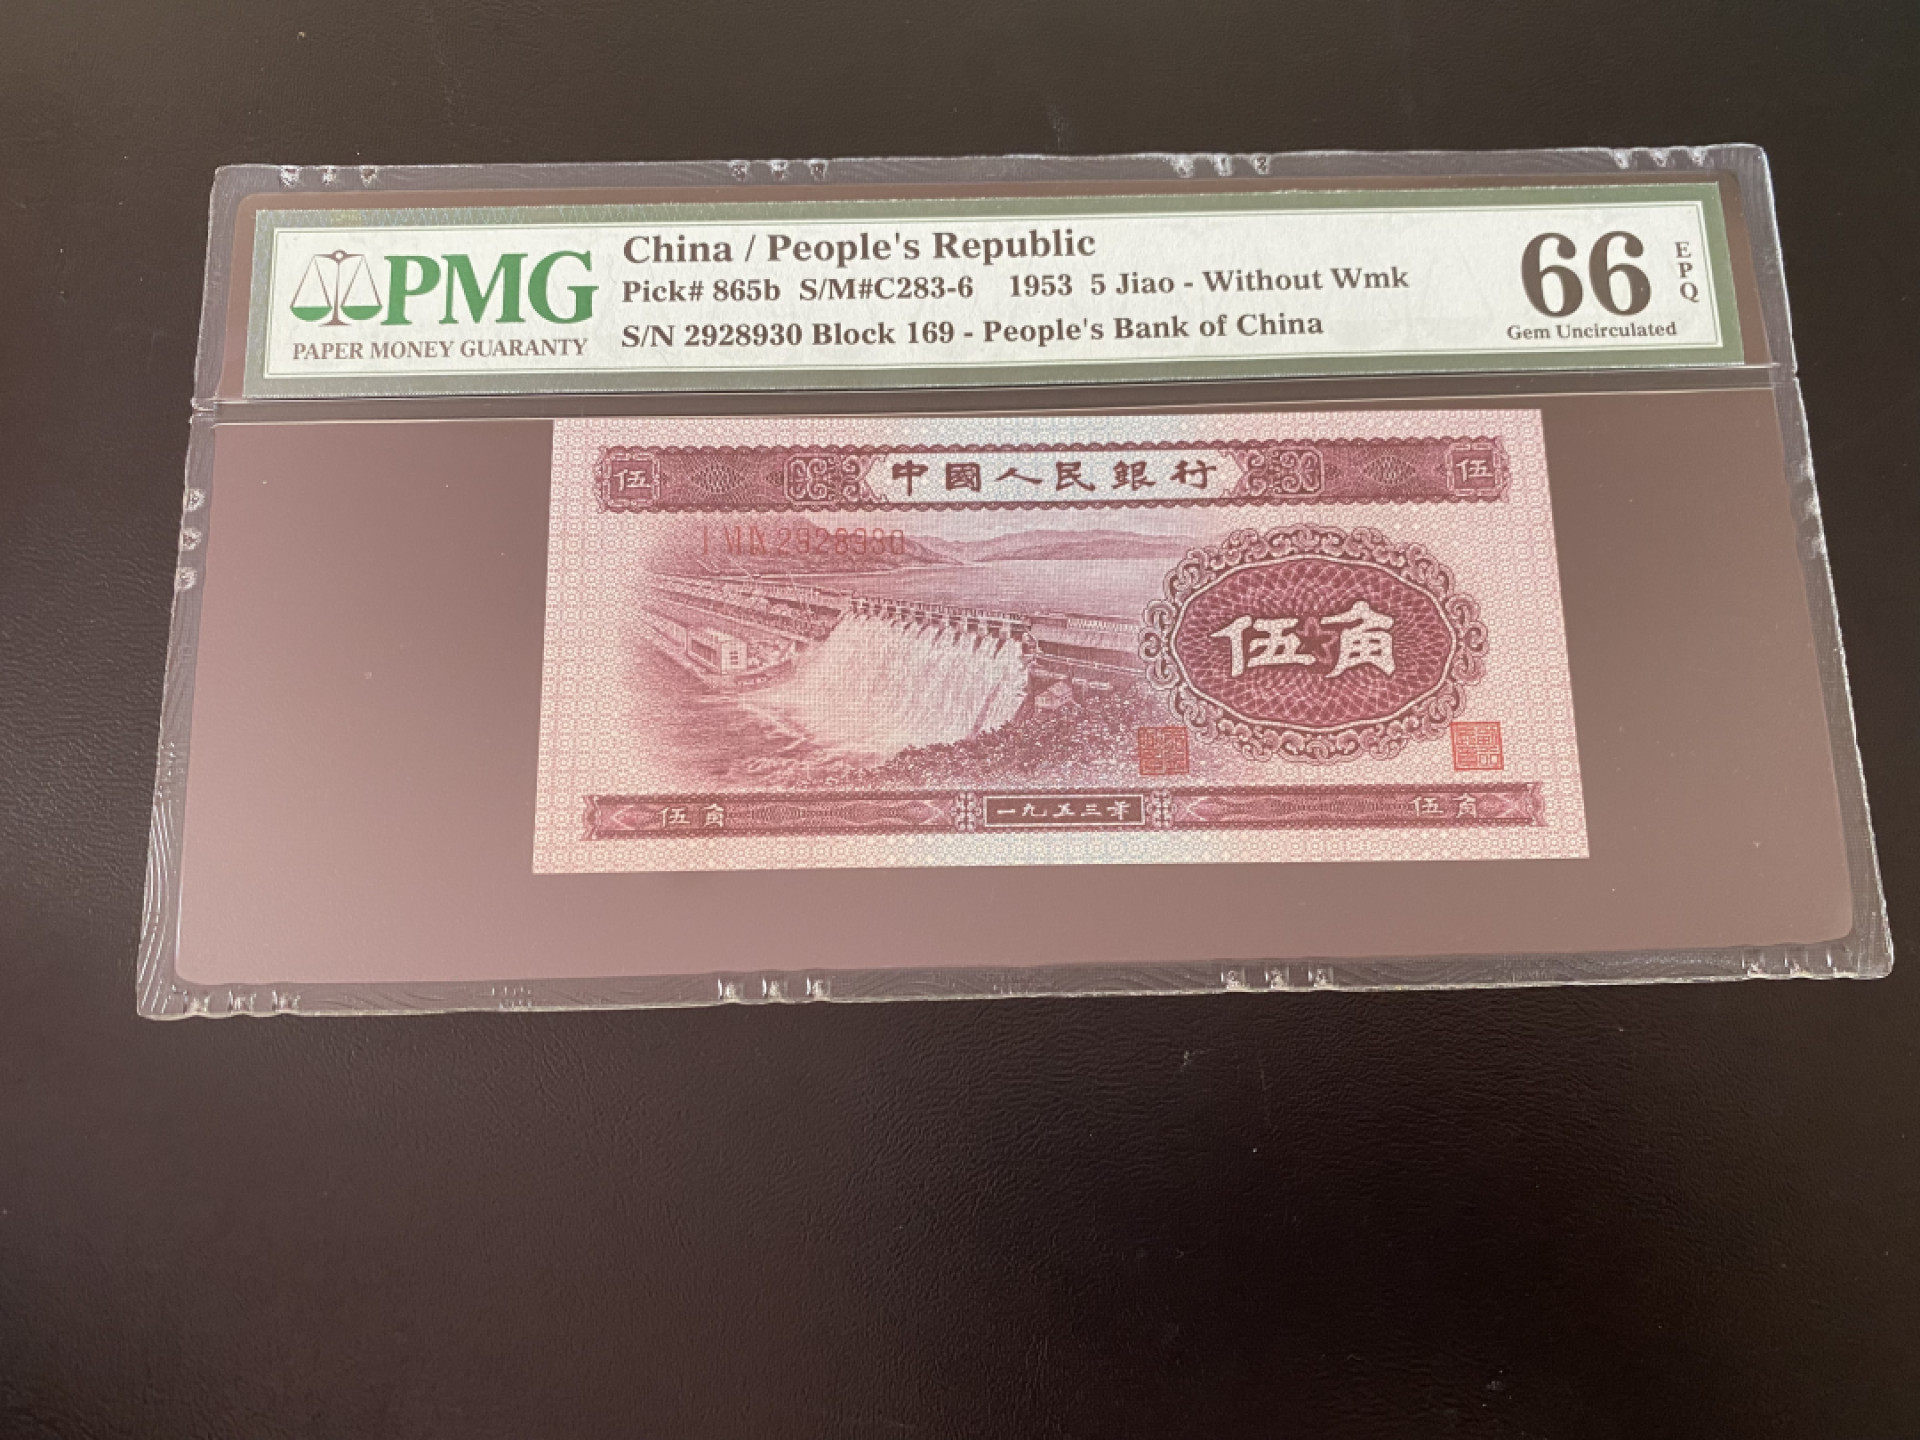 PMG
PAPER MONEY GUARANTY
China / People's Republic
Pick# 865b S/M#C283-6 1953 5 Jiao - Without Wmk
S/N 2928930 Block 169 - People's Bank of China
66
EPQ
Gem Uncirculated
伍 中國人民銀行 伍
2928930
伍角
伍角 一九五三年 伍角